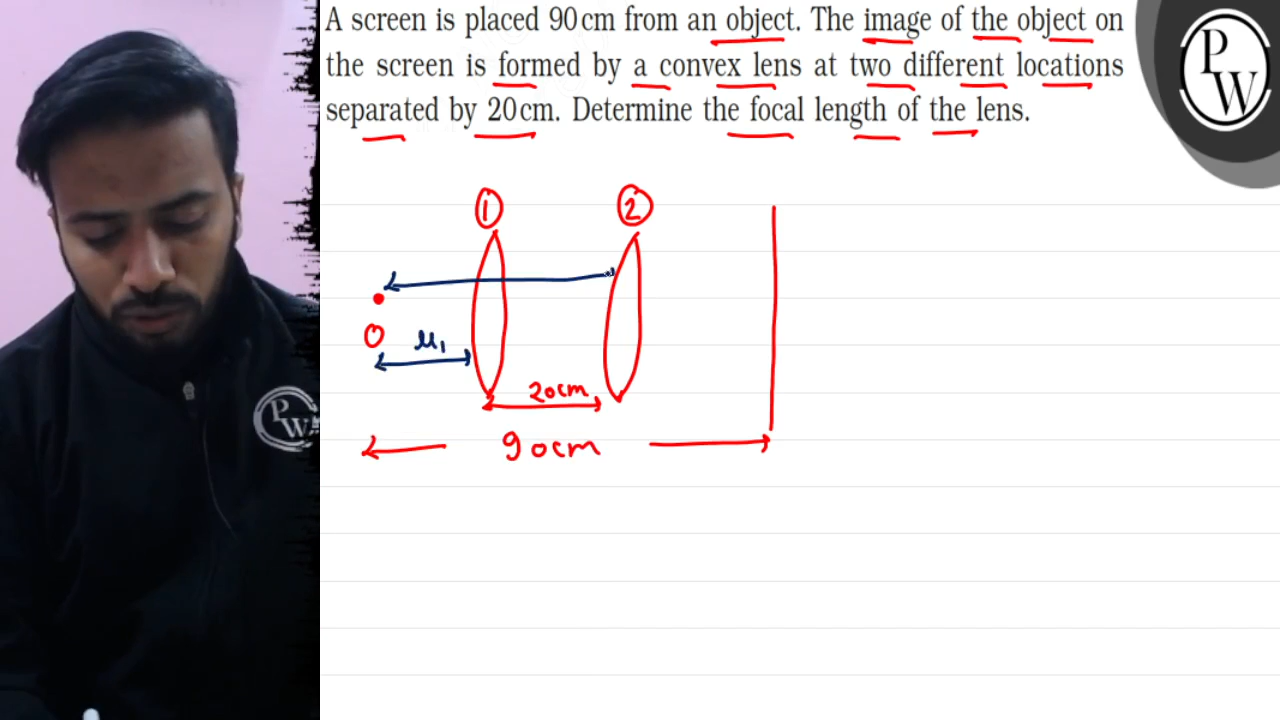 A screen is placed 90 cm from an object. The image of the object on
the screen is formed by a convex lens at two different locations
separated by 20 cm. Determine the focal length of the lens.
P
W
① ②
O
u₁
20cm
90cm
P
W